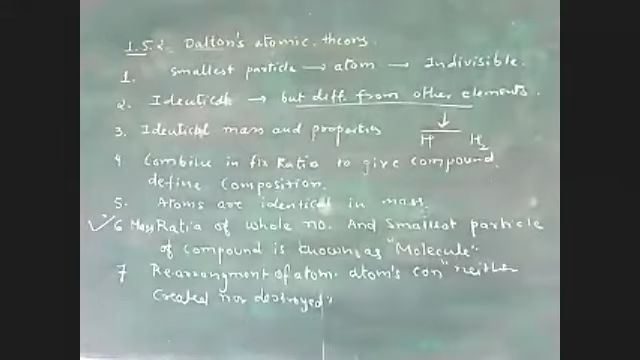 1.5.2 Dalton's atomic theory.
1. Smallest particle → atom → Indivisible.
2. Identical → but diff. from other elements.
3. Identical mass and properties H H2
4. Combine in fix Ratio to give compound.
define Composition.
5. Atoms are identical in mass.
✓6 Mass Ratia of whole no. And Smallest particle
of compound is known as "Molecule".
7 Rearrangment of atom. atom's con "neither
Created nor destroyed"